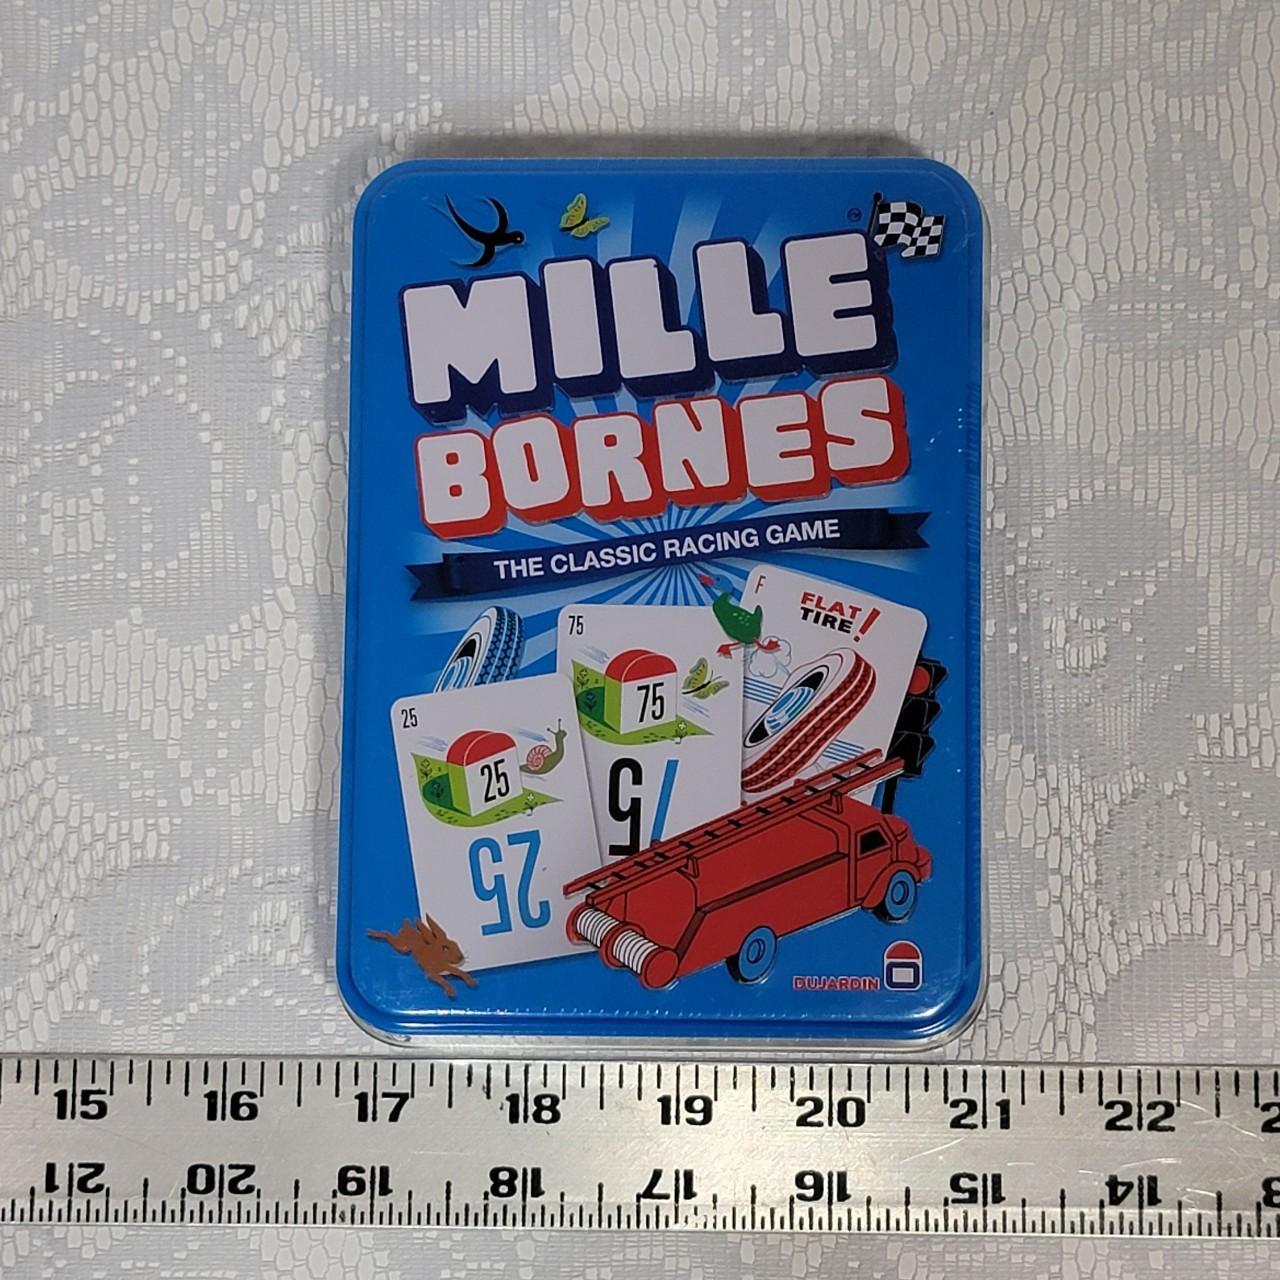 ™
MILLE
BORNES
THE CLASSIC RACING GAME
F
FLAT
TIRE!
75
75
75
25
25
25
DUJARDIN
15 16 17 18 19 20 21 22
21 20 19 18 17 16 15 14